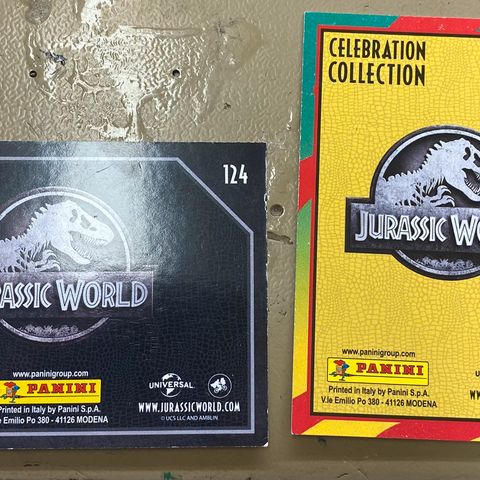 124
RASSIC WORLD
www.paninigroup.com
PANINI
Printed in Italy by Panini S.p.A.
V.le Emilio Po 380 - 41126 MODENA
UNIVERSAL
WWW.JURASSICWORLD.COM
© UCS LLC AND AMBLIN
CELEBRATION
COLLECTION
JURASSIC WO
www.paninigroup.com
PANINI
Printed in Italy by Panini S.p.A.
V.le Emilio Po 380 - 41126 MODENA